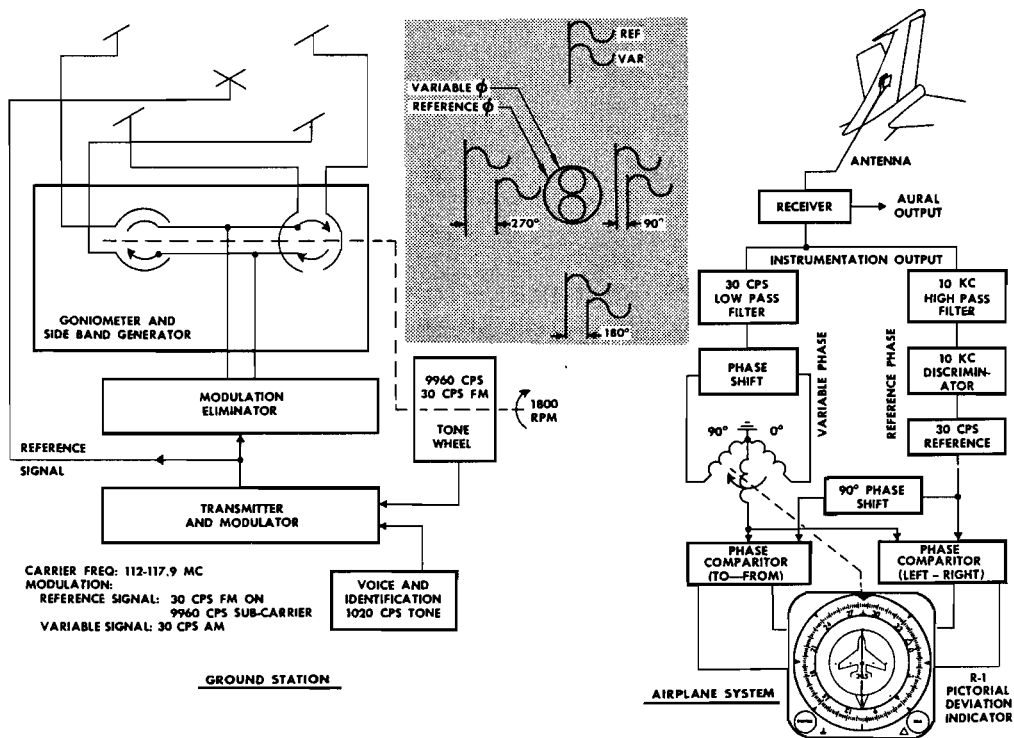 REF
VAR
VARIABLE ϕ
REFERENCE ϕ
270°
90°
180°
GONIOMETER AND
SIDE BAND GENERATOR
MODULATION
ELIMINATOR
REFERENCE
SIGNAL
TRANSMITTER
AND MODULATOR
9960 CPS
30 CPS FM
TONE
WHEEL
1800
RPM
VOICE AND
IDENTIFICATION
1020 CPS TONE
CARRIER FREQ: 112-117.9 MC
MODULATION:
REFERENCE SIGNAL: 30 CPS FM ON
9960 CPS SUB-CARRIER
VARIABLE SIGNAL: 30 CPS AM
GROUND STATION
ANTENNA
RECEIVER
AURAL
OUTPUT
INSTRUMENTATION OUTPUT
30 CPS
LOW PASS
FILTER
10 KC
HIGH PASS
FILTER
PHASE
SHIFT
VARIABLE PHASE
REFERENCE PHASE
10 KC
DISCRIMIN-
ATOR
30 CPS
REFERENCE
90°
0°
90° PHASE
SHIFT
PHASE
COMPARITOR
(TO—FROM)
PHASE
COMPARITOR
(LEFT - RIGHT)
AIRPLANE SYSTEM
R-1
PICTORIAL
DEVIATION
INDICATOR